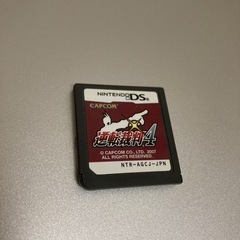 NINTENDO DS
CAPCOM
逆転裁判4
© CAPCOM CO., LTD. 2007
ALL RIGHTS RESERVED.
NTR-AGCJ-JPN